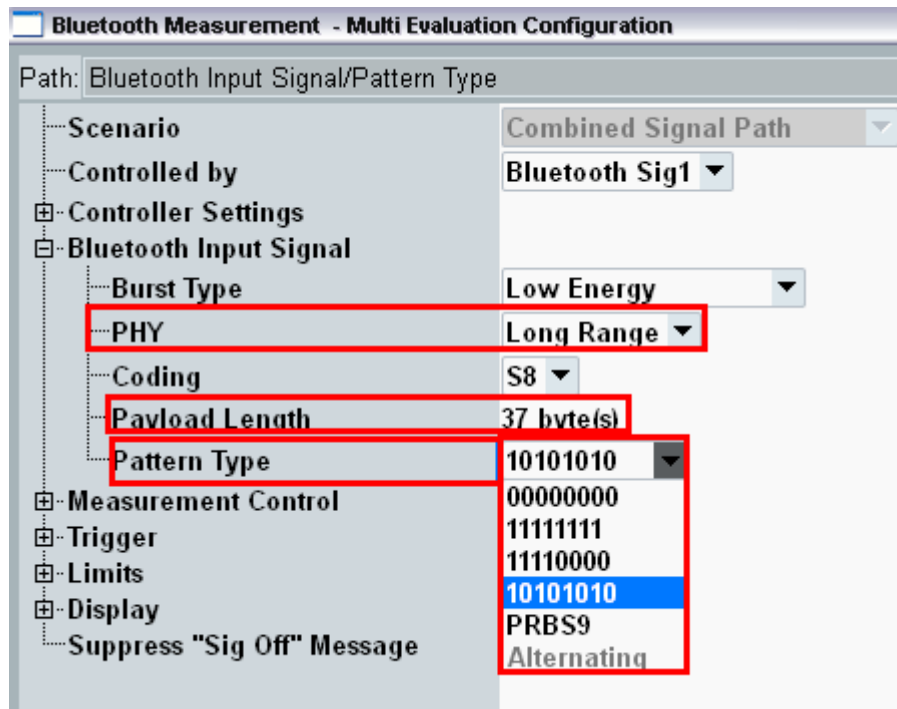 Bluetooth Measurement - Multi Evaluation Configuration
Path: Bluetooth Input Signal/Pattern Type
Scenario Combined Signal Path
Controlled by Bluetooth Sig1
Controller Settings
Bluetooth Input Signal
Burst Type Low Energy
PHY Long Range
Coding S8
Payload Length 37 byte(s)
Pattern Type 10101010
Measurement Control 00000000
Trigger 11111111
Limits 11110000
Display 10101010
Suppress "Sig Off" Message PRBS9
Alternating